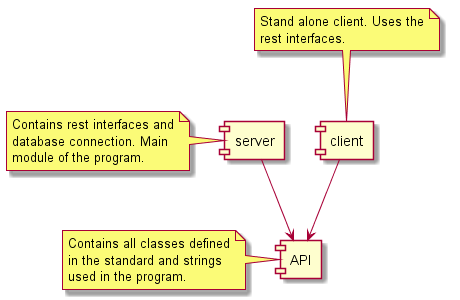 Stand alone client. Uses the
rest interfaces.
Contains rest interfaces and
database connection. Main
module of the program.
server
client
Contains all classes defined
in the standard and strings
used in the program.
API